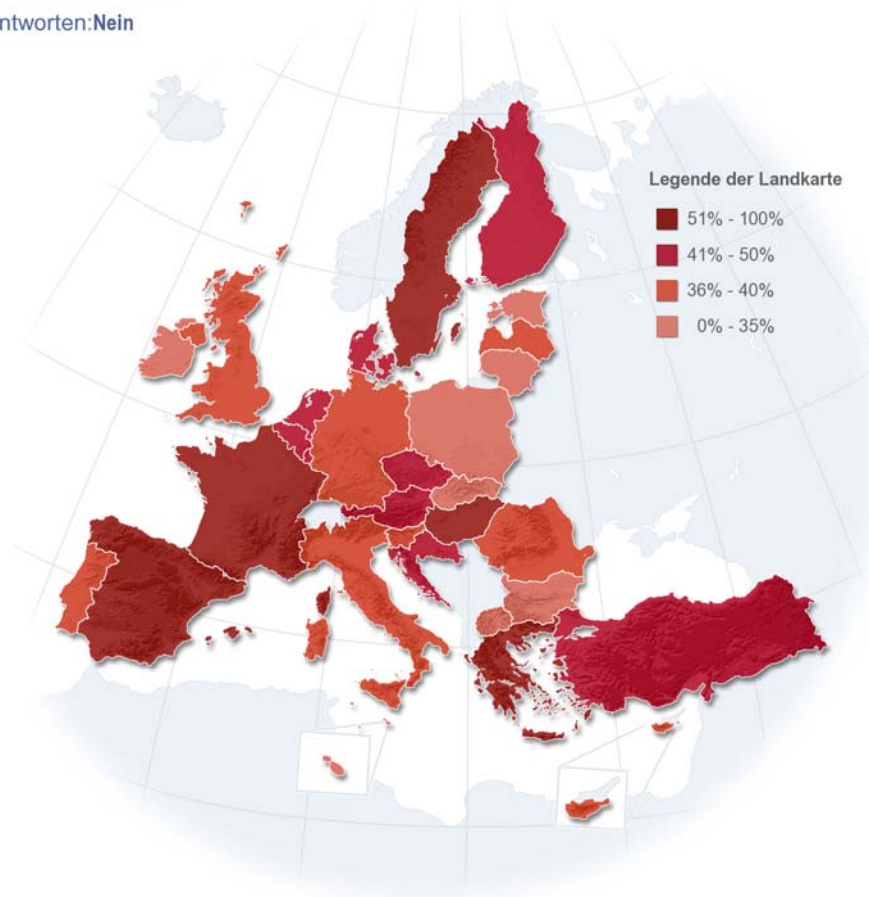 ntworten:Nein
Legende der Landkarte
51% - 100%
41% - 50%
36% - 40%
0% - 35%